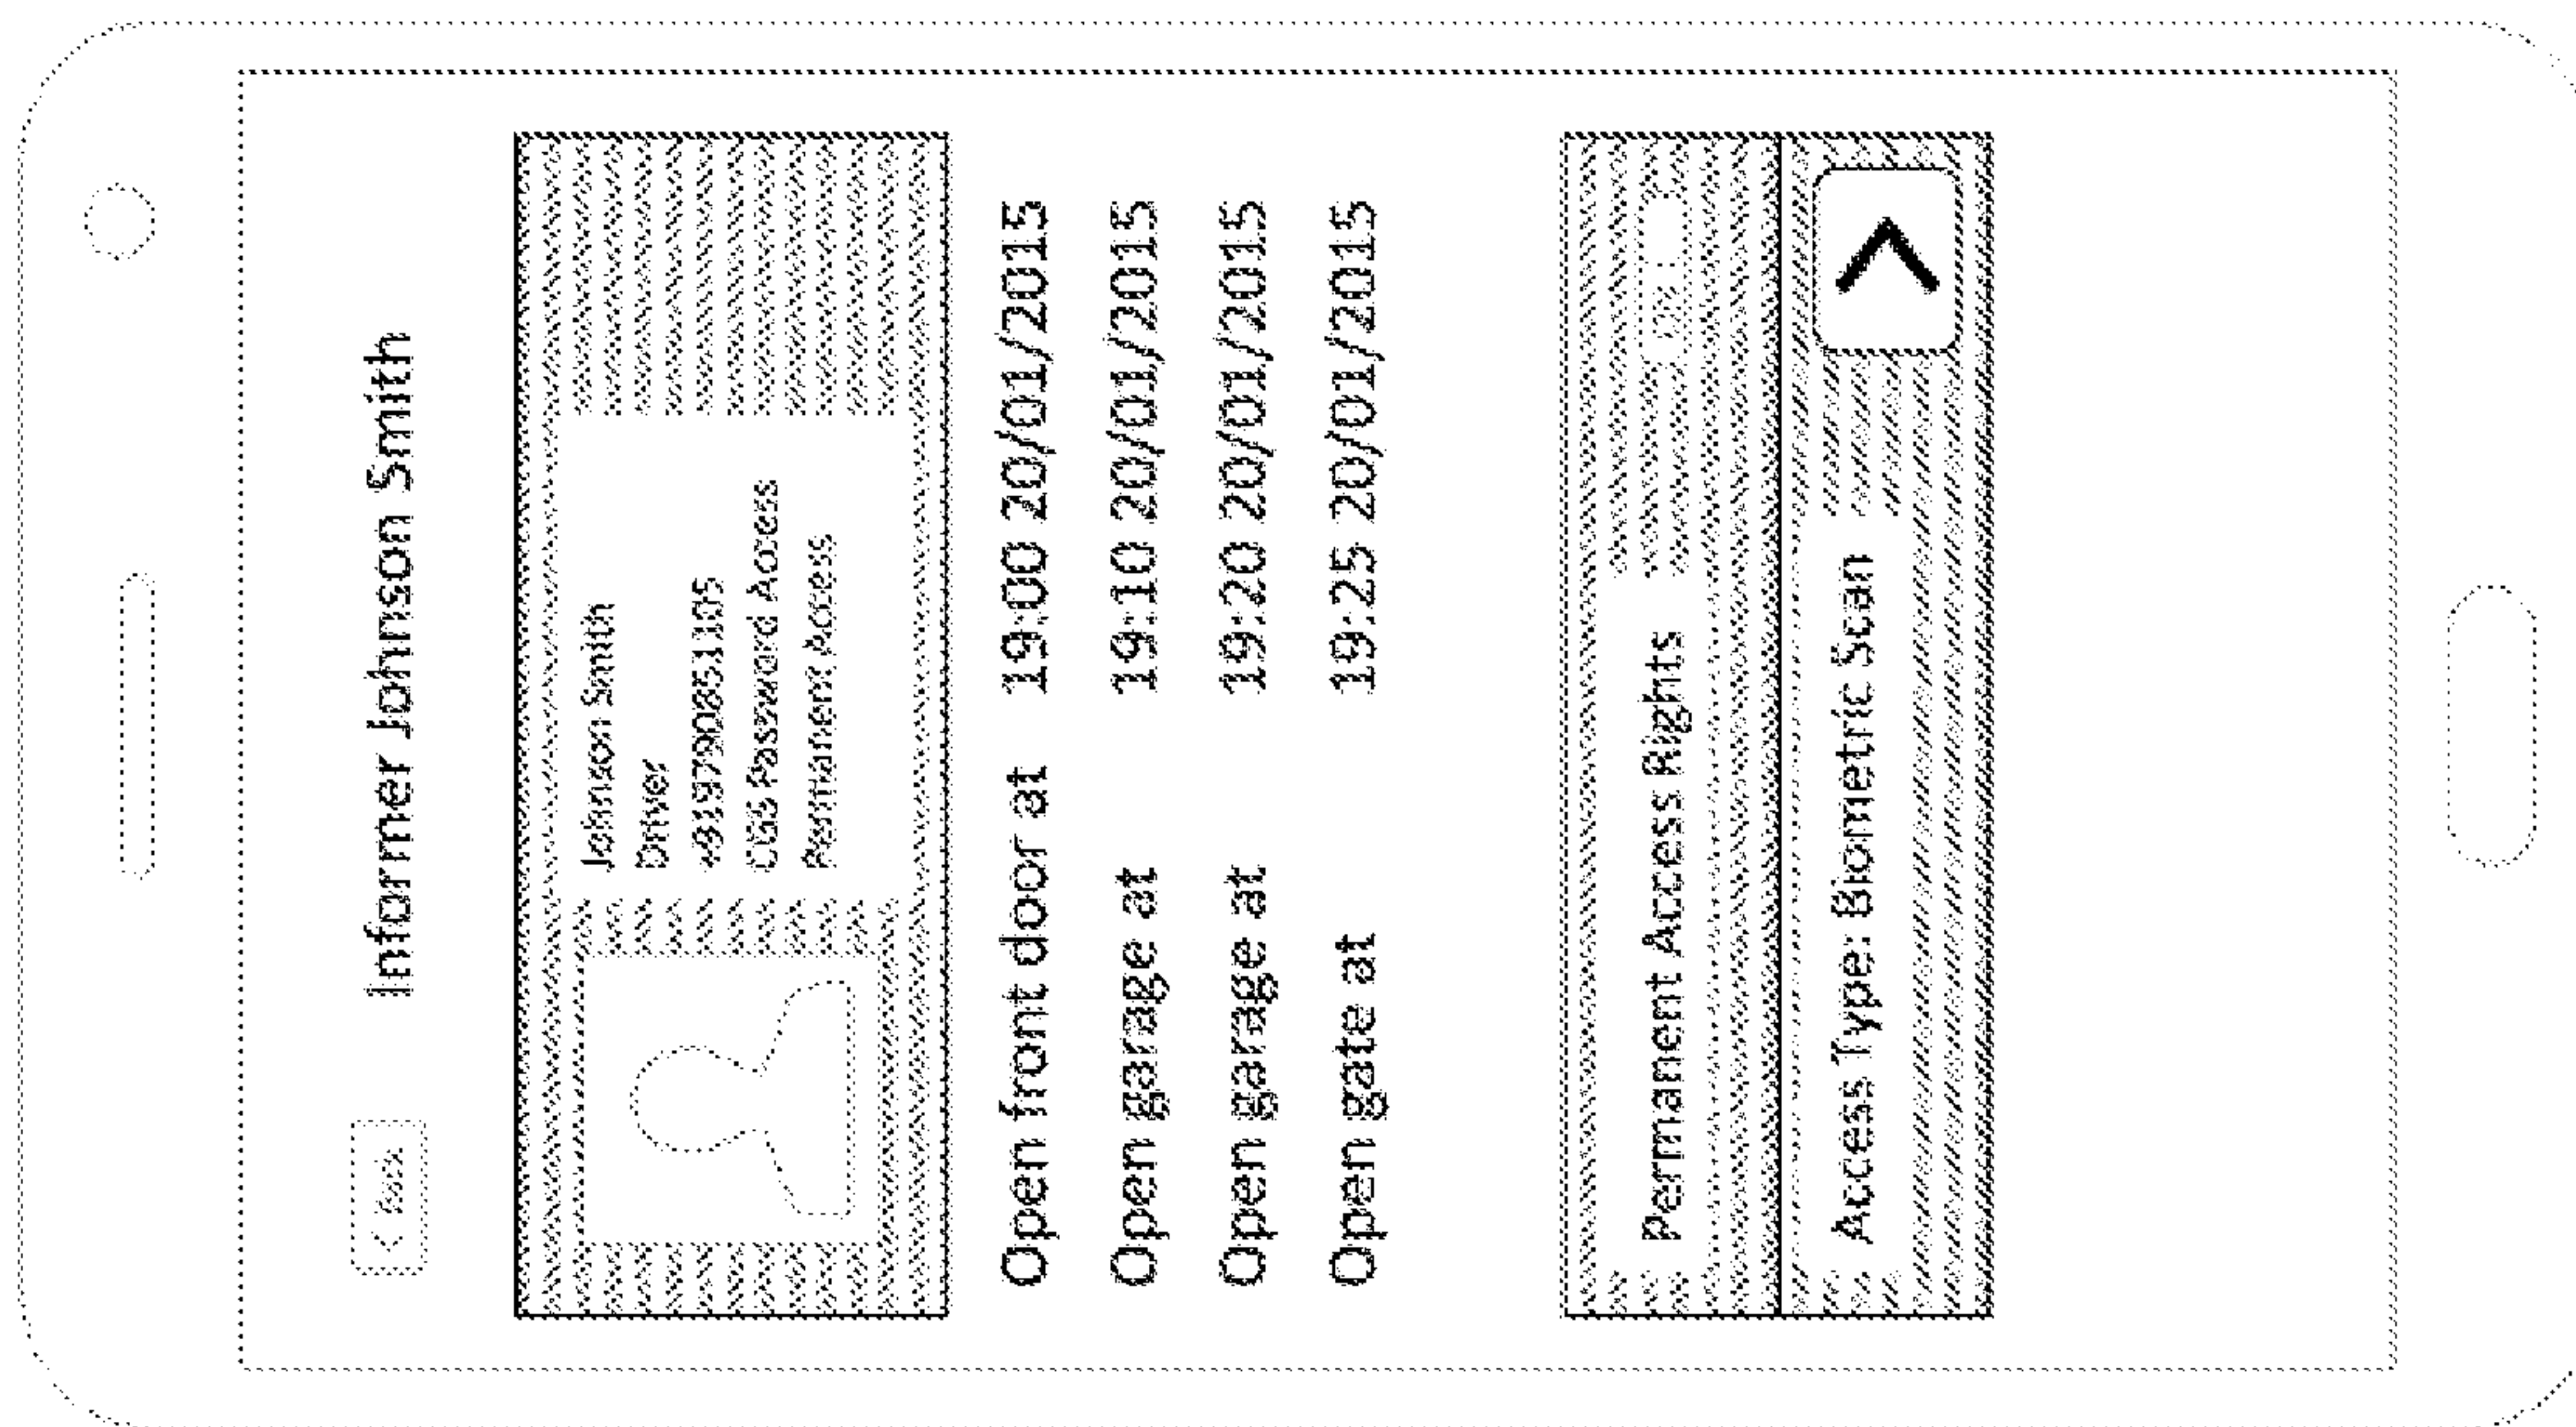 < Back Informer Johnson Smith
Johnson Smith
Driver
Password Access
Permanent Access
Open front door at 19:00 20/01/2015
Open garage at 19:10 20/01/2015
Open garage at 19:20 20/01/2015
Open gate at 19:25 20/01/2015
Permanent Access Rights
Access Type: Biometric Scan